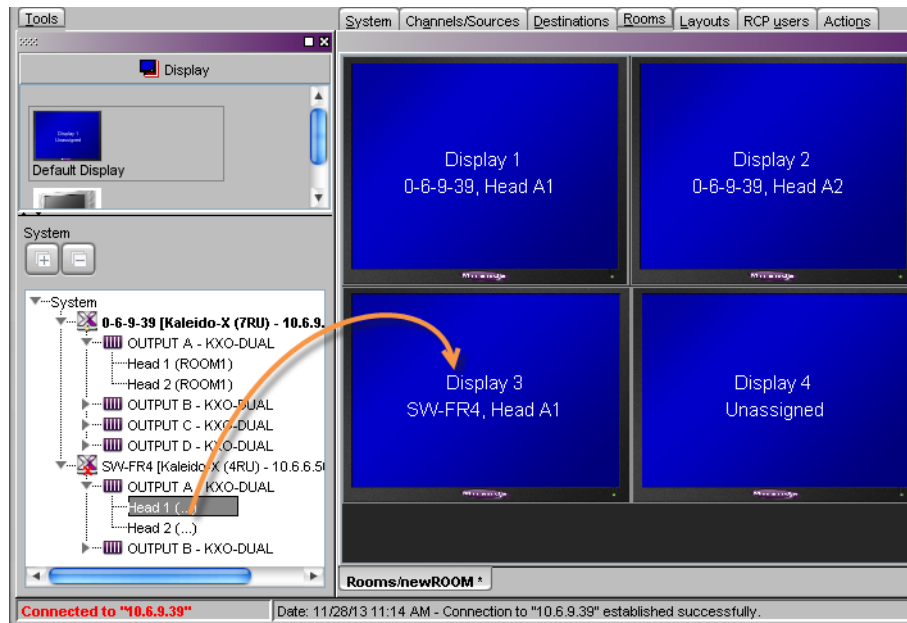 Tools
System Channels/Sources Destinations Rooms Layouts RCP users Actions
Display
Display 1
Unassigned
Default Display
System
System
0-6-9-39 [Kaleido-X (7RU) - 10.6.9.
OUTPUT A - KXO-DUAL
Head 1 (ROOM1)
Head 2 (ROOM1)
OUTPUT B - KXO-DUAL
OUTPUT C - KXO-DUAL
OUTPUT D - KXO-DUAL
SW-FR4 [Kaleido-X (4RU) - 10.6.6.50
OUTPUT A - KXO-DUAL
Head 1 (...)
Head 2 (...)
OUTPUT B - KXO-DUAL
Display 1
0-6-9-39, Head A1
Display 2
0-6-9-39, Head A2
Display 3
SW-FR4, Head A1
Display 4
Unassigned
Rooms/newROOM *
Connected to "10.6.9.39"
Date: 11/28/13 11:14 AM - Connection to "10.6.9.39" established successfully.